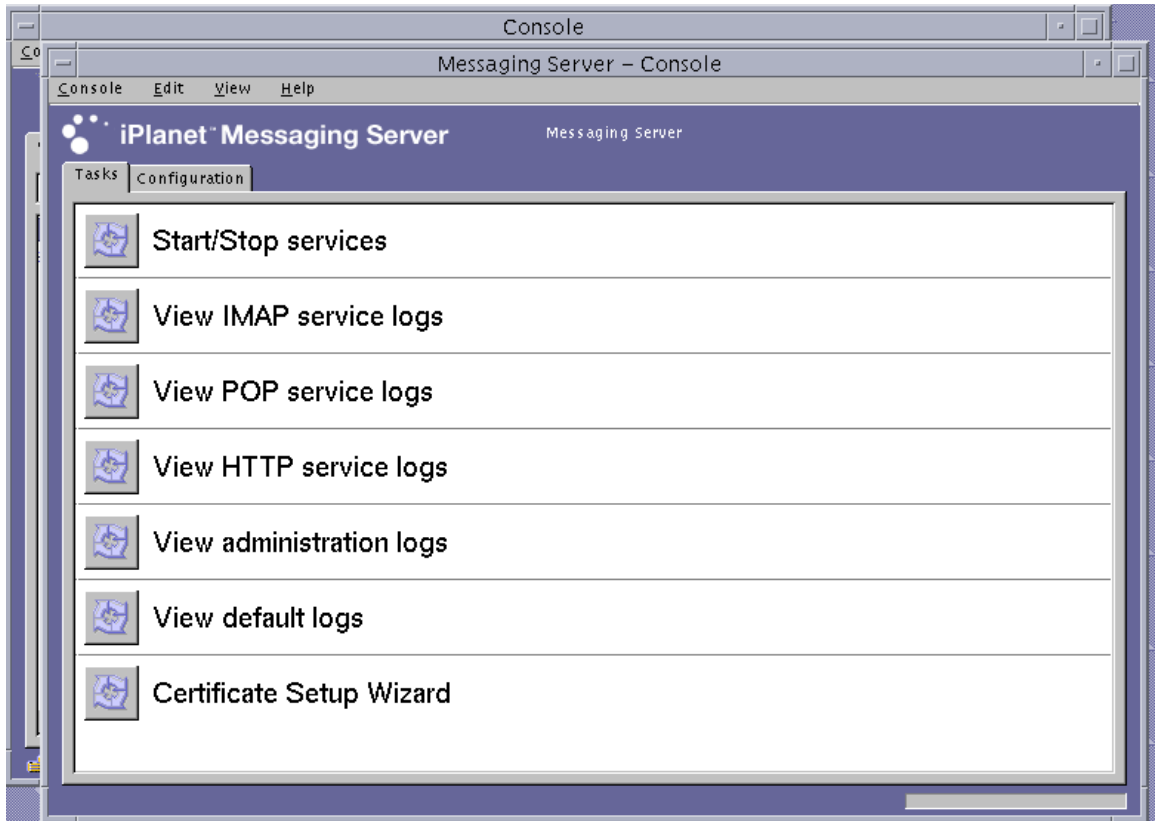 Console
Co
Messaging Server – Console
Console Edit View Help
iPlanet™ Messaging Server Messaging Server
Tasks Configuration
Start/Stop services
View IMAP service logs
View POP service logs
View HTTP service logs
View administration logs
View default logs
Certificate Setup Wizard